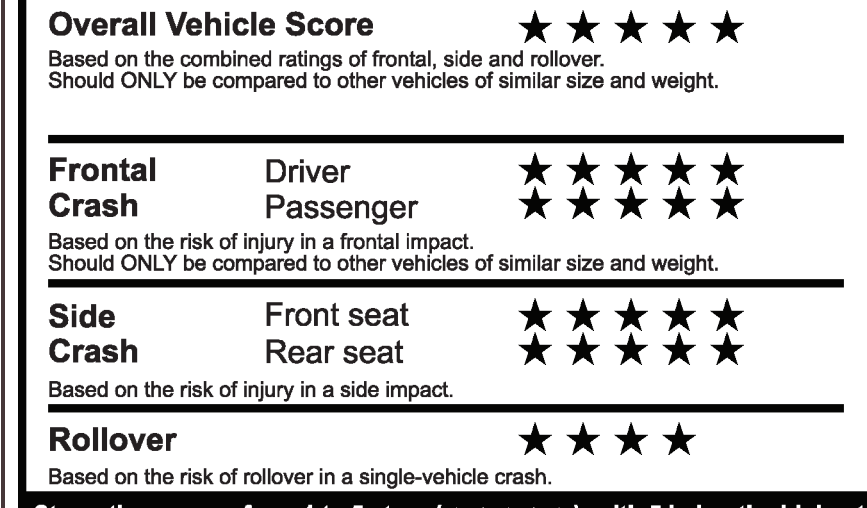 Overall Vehicle Score ★ ★ ★ ★ ★
Based on the combined ratings of frontal, side and rollover.
Should ONLY be compared to other vehicles of similar size and weight.
Frontal Driver ★ ★ ★ ★ ★
Crash Passenger ★ ★ ★ ★ ★
Based on the risk of injury in a frontal impact.
Should ONLY be compared to other vehicles of similar size and weight.
Side Front seat ★ ★ ★ ★ ★
Crash Rear seat ★ ★ ★ ★ ★
Based on the risk of injury in a side impact.
Rollover ★ ★ ★ ★
Based on the risk of rollover in a single-vehicle crash.